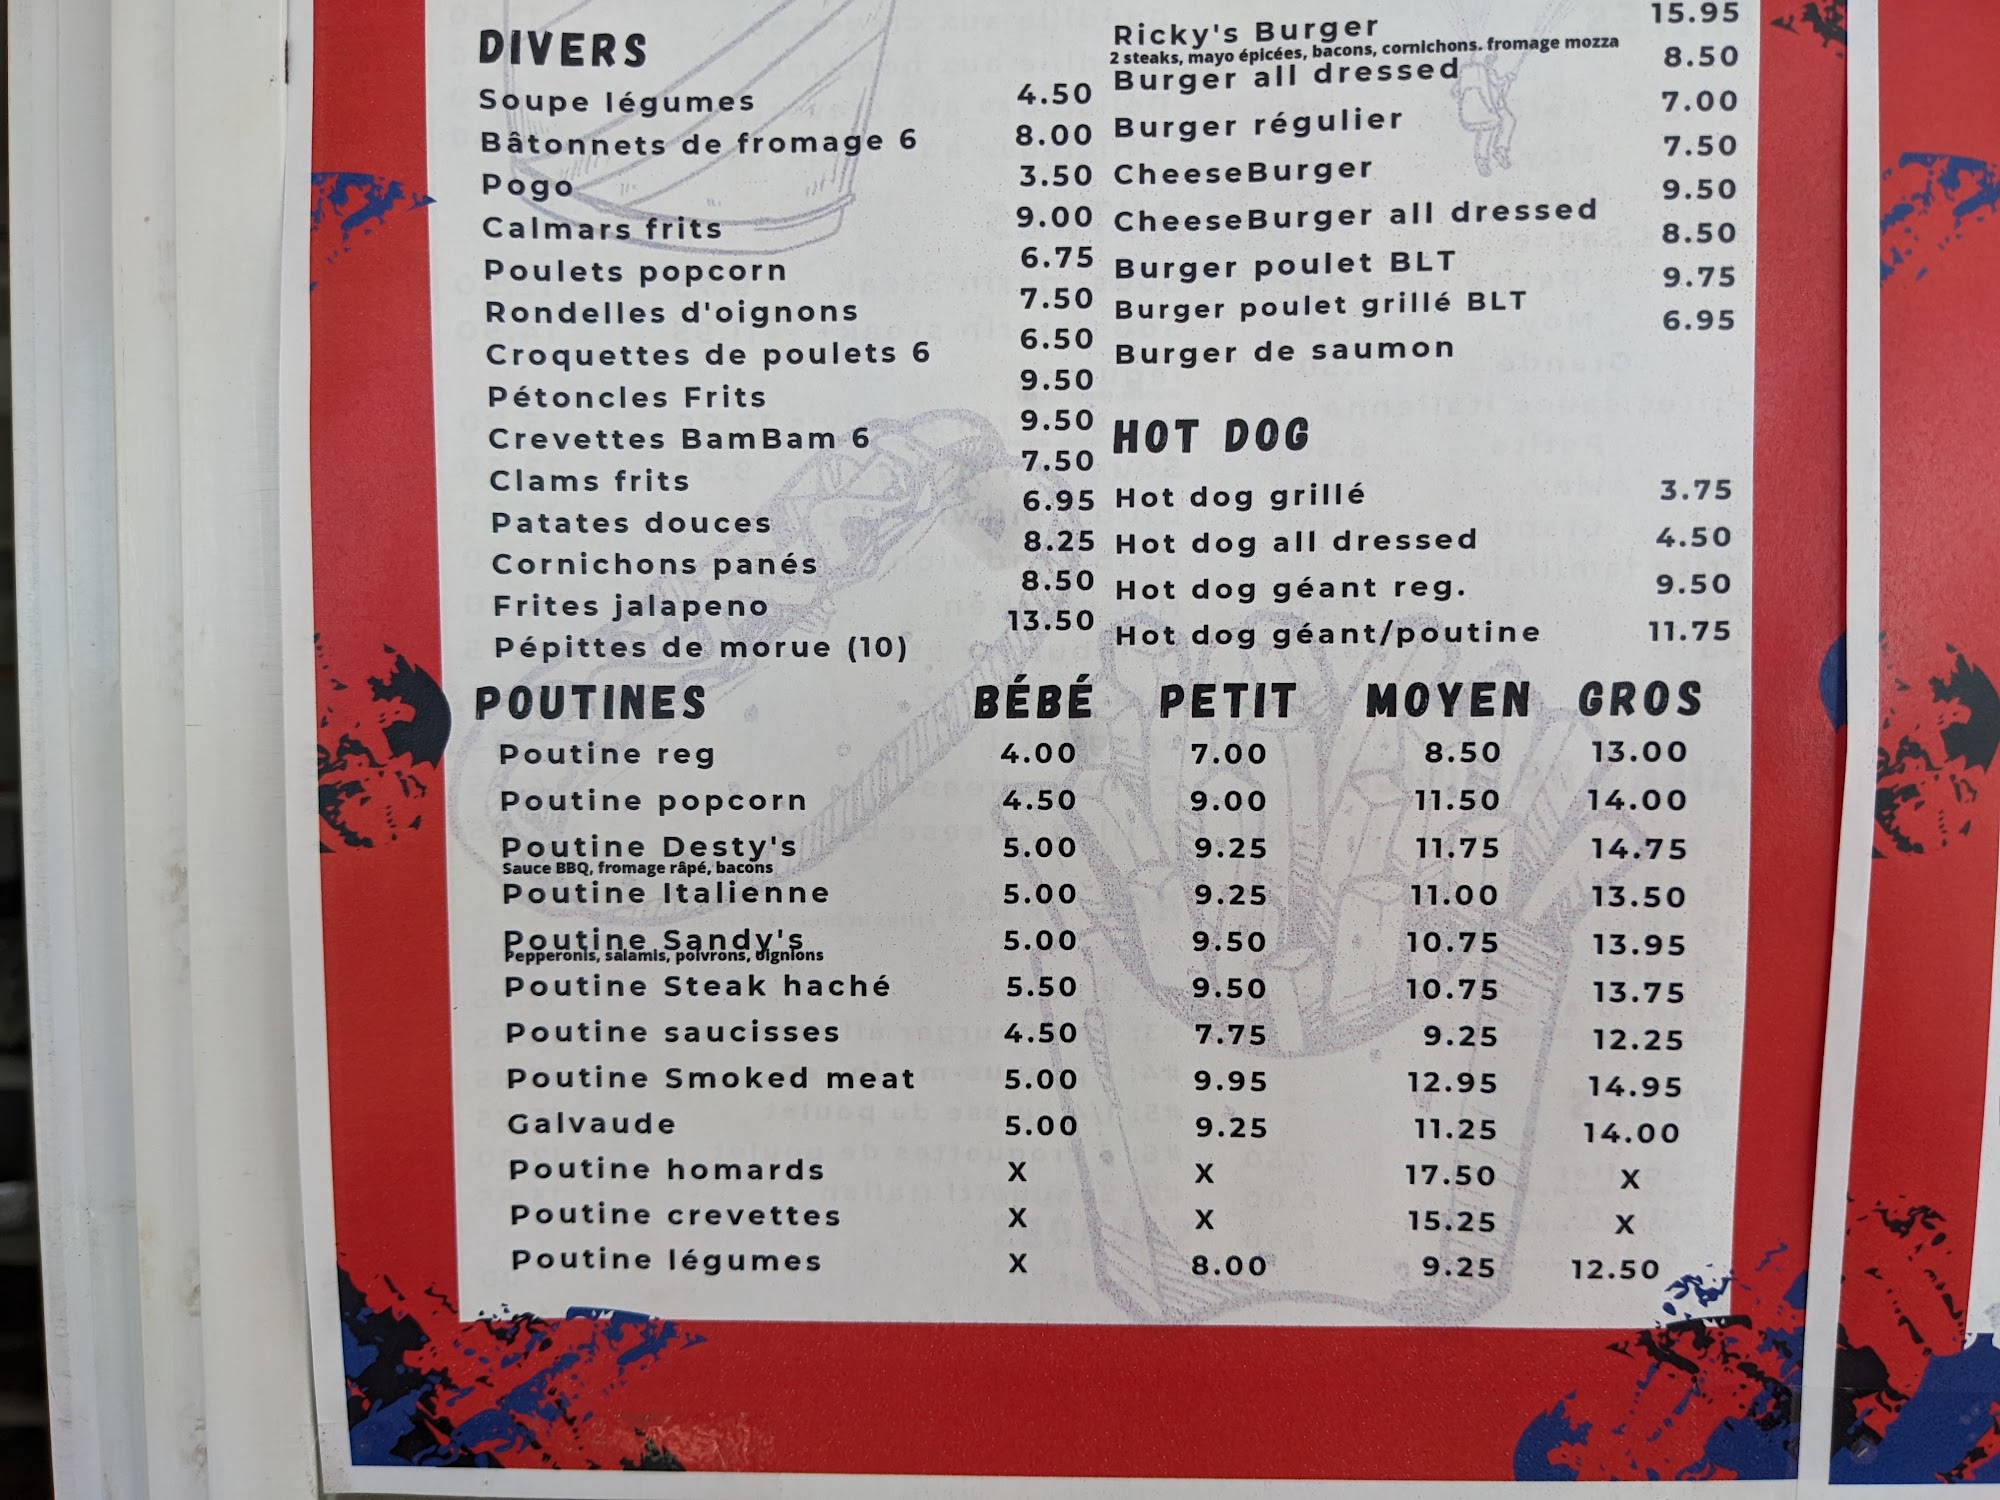 DIVERS
Soupe légumes 4.50
Bâtonnets de fromage 6 8.00
Pogo 3.50
Calmars frits 9.00
Poulets popcorn 6.75
Rondelles d'oignons 7.50
Croquettes de poulets 6 6.50
Pétoncles Frits 9.50
Crevettes BamBam 6 9.50
Clams frits 7.50
Patates douces 6.95
Cornichons panés 8.25
Frites jalapeno 8.50
Pépittes de morue (10) 13.50
Ricky's Burger 15.95
2 steaks, mayo épicées, bacons, cornichons. fromage mozza
Burger all dressed 8.50
Burger régulier 7.00
CheeseBurger 7.50
CheeseBurger all dressed 9.50
Burger poulet BLT 8.50
Burger poulet grillé BLT 9.75
Burger de saumon 6.95
HOT DOG
Hot dog grillé 3.75
Hot dog all dressed 4.50
Hot dog géant reg. 9.50
Hot dog géant/poutine 11.75
POUTINES BÉBÉ PETIT MOYEN GROS
Poutine reg 4.00 7.00 8.50 13.00
Poutine popcorn 4.50 9.00 11.50 14.00
Poutine Desty's 5.00 9.25 11.75 14.75
Sauce BBQ, fromage râpé, bacons
Poutine Italienne 5.00 9.25 11.00 13.50
Poutine Sandy's 5.00 9.50 10.75 13.95
Pepperonis, salamis, poivrons, oignions
Poutine Steak haché 5.50 9.50 10.75 13.75
Poutine saucisses 4.50 7.75 9.25 12.25
Poutine Smoked meat 5.00 9.95 12.95 14.95
Galvaude 5.00 9.25 11.25 14.00
Poutine homards X X 17.50 X
Poutine crevettes X X 15.25 X
Poutine légumes X 8.00 9.25 12.50